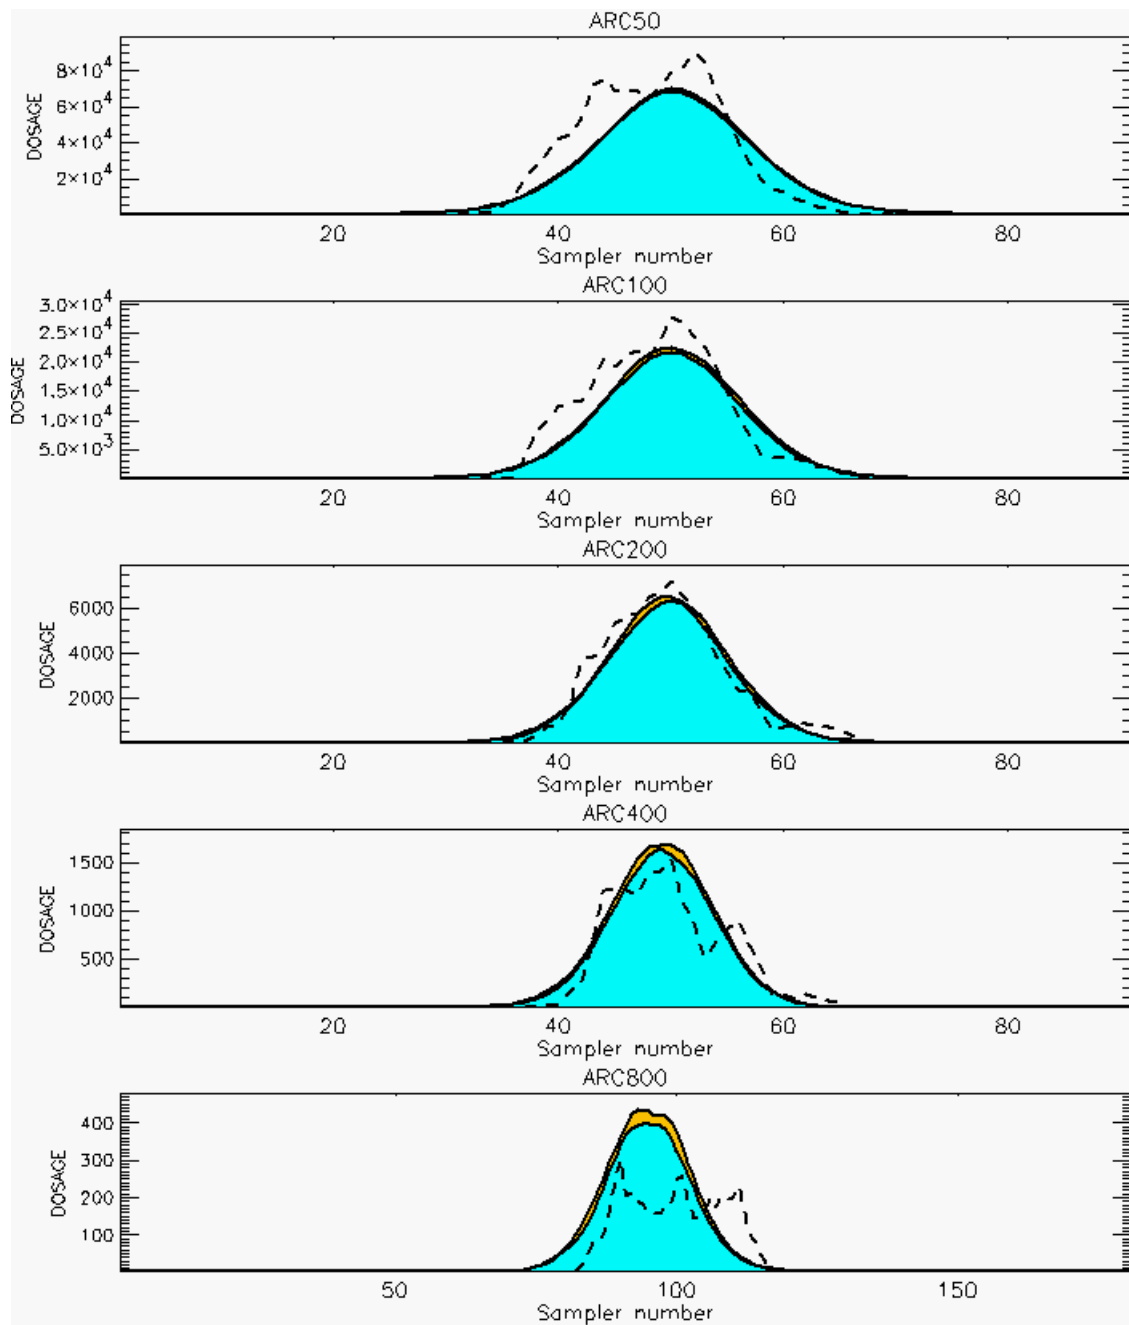 ARC50
8×10⁴
6×10⁴
4×10⁴
2×10⁴
DOSAGE
20 40 60 80
Sampler number
ARC100
3.0×10⁴
2.5×10⁴
2.0×10⁴
1.5×10⁴
1.0×10⁴
5.0×10³
DOSAGE
20 40 60 80
Sampler number
ARC200
6000
4000
2000
DOSAGE
20 40 60 80
Sampler number
ARC400
1500
1000
500
DOSAGE
20 40 60 80
Sampler number
ARC800
400
300
200
100
DOSAGE
50 100 150
Sampler number